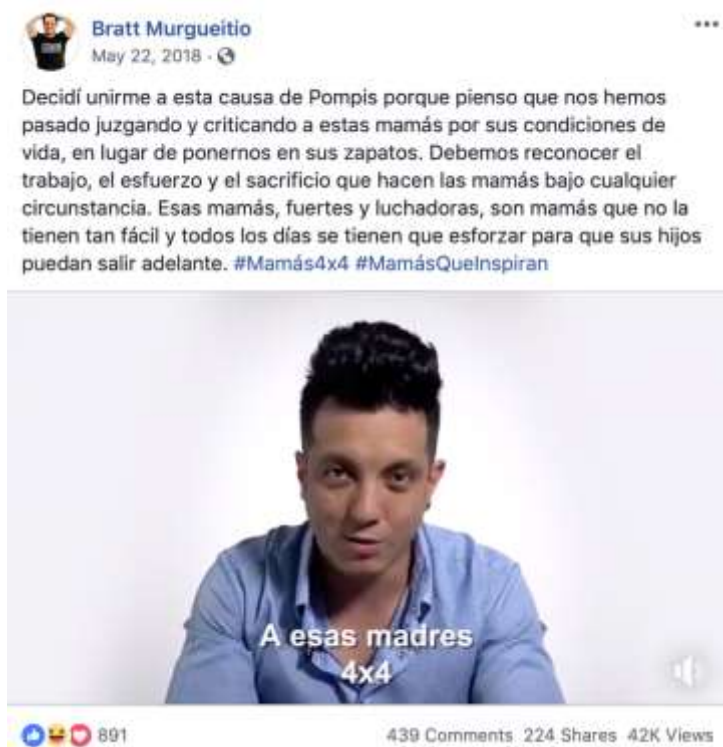 Bratt Murgueitio
May 22, 2018 ·
Decidí unirme a esta causa de Pompis porque pienso que nos hemos
pasado juzgando y criticando a estas mamás por sus condiciones de
vida, en lugar de ponernos en sus zapatos. Debemos reconocer el
trabajo, el esfuerzo y el sacrificio que hacen las mamás bajo cualquier
circunstancia. Esas mamás, fuertes y luchadoras, son mamás que no la
tienen tan fácil y todos los días se tienen que esforzar para que sus hijos
puedan salir adelante. #Mamás4x4 #MamásQueInspiran
A esas madres
4x4
891
439 Comments 224 Shares 42K Views